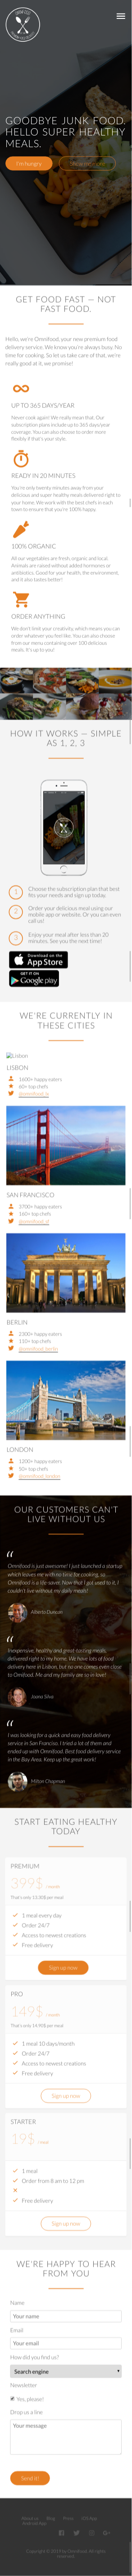 GOODBYE JUNK FOOD.
HELLO SUPER HEALTHY
MEALS.
I'm hungry
GET FOOD FAST — NOT
FAST FOOD.
Hello, we're Omnifood, your new premium food
delivery service. We know you're always busy. No
time for cooking. So let us take care of that, we're
really good at it, we promise!
UP TO 365 DAYS/YEAR
Never cook again! We really mean that. Our
subscription plans include up to 365 days/year
coverage. You can also choose to order more
flexibly if that's your style.
READY IN 20 MINUTES
You're only twenty minutes away from your
delicious and super healthy meals delivered right to
your home. We work with the best chefs in each
town to ensure that you're 100% happy.
100% ORGANIC
All our vegetables are fresh, organic and local.
Animals are raised without added hormones or
antibiotics. Good for your health, the environment,
and it also tastes better!
ORDER ANYTHING
We don't limit your creativity, which means you can
order whatever you feel like. You can also choose
from our menu containing over 100 delicious
meals. It's up to you!
HOW IT WORKS — SIMPLE
AS 1, 2, 3
1
Choose the subscription plan that best
fits your needs and sign up today.
2
Order your delicious meal using our
mobile app or website. Or you can even
call us!
3
Enjoy your meal after less than 20
minutes. See you the next time!
Download on the
App Store
GET IT ON
Google play
WE'RE CURRENTLY IN
THESE CITIES
Lisbon
LISBON
1600+ happy eaters
60+ top chefs
SAN FRANCISCO
3700+ happy eaters
160+ top chefs
BERLIN
2300+ happy eaters
110+ top chefs
@omnifood_berlin
LONDON
1200+ happy eaters
50+ top chefs
@omnifood_london
OUR CUSTOMERS CAN'T
LIVE WITHOUT US
“
Omnifood is just awesome! I just launched a startup
which leaves me with no time for cooking, so
Omnifood is a life-saver. Now that I got used to it, I
couldn't live without my daily meals!
Alberto Duncan
“
Inexpensive, healthy and great-tasting meals,
delivered right to my home. We have lots of food
delivery here in Lisbon, but no one comes even close
to Omnifood. Me and my family are so in love!
Joana Silva
“
I was looking for a quick and easy food delivery
service in San Franciso. I tried a lot of them and
ended up with Omnifood. Best food delivery service
in the Bay Area. Keep up the great work!
Milton Chapman
START EATING HEALTHY
TODAY
PREMIUM
399$ / month
That's only 13.30$ per meal
1 meal every day
Order 24/7
Access to newest creations
Free delivery
Sign up now
PRO
149$ / month
That's only 14.90$ per meal
1 meal 10 days/month
Order 24/7
Access to newest creations
Free delivery
Sign up now
STARTER
19$ / meal
1 meal
Order from 8 am to 12 pm
Free delivery
Sign up now
WE'RE HAPPY TO HEAR
FROM YOU
Name
Your name
Email
Your email
How did you find us?
Search engine
Newsletter
Yes, please!
Drop us a line
Your message
Send it!
About us Blog Press iOS App
Android App